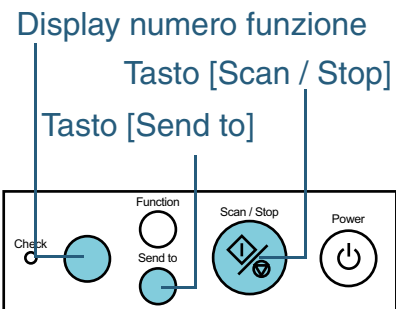 Display numero funzione
Tasto [Scan / Stop]
Tasto [Send to]
Function
Scan / Stop
Power
Check
Send to